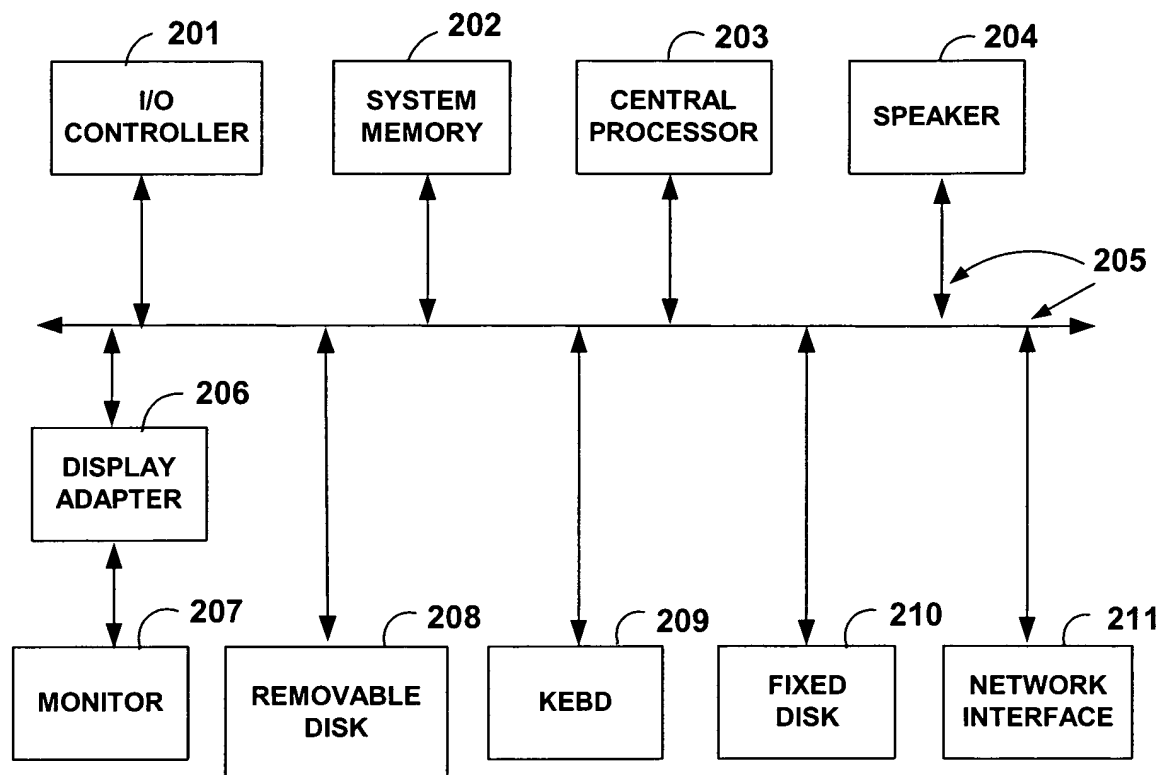 201
202
203
204
I/O
CONTROLLER
SYSTEM
MEMORY
CENTRAL
PROCESSOR
SPEAKER
205
206
DISPLAY
ADAPTER
207
208
209
210
211
MONITOR
REMOVABLE
DISK
KEBD
FIXED
DISK
NETWORK
INTERFACE